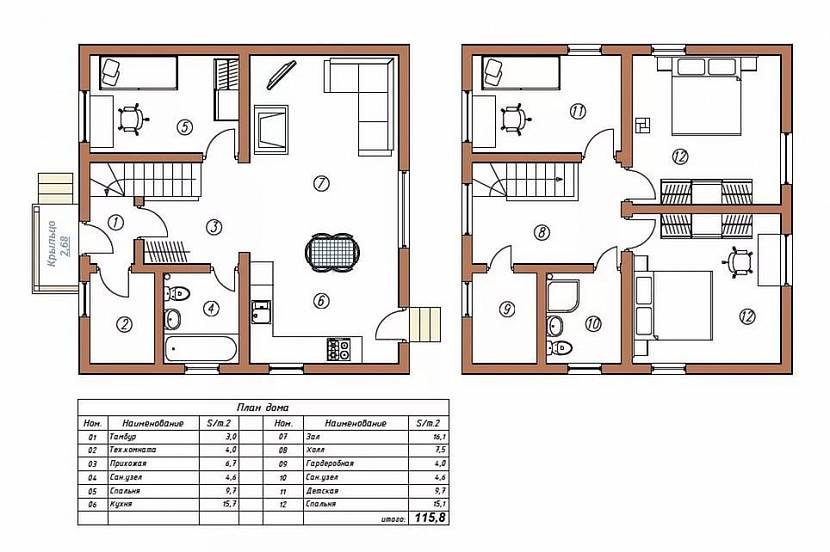 5
7
1
3
2
4
6
Крыльцо
2.68
11
12
8
9
10
12
План дома
Ном. Наименование S/m.2 Ном. Наименование S/m.2
01 Тамбур 3,0 07 Зал 16,1
02 Тех.комната 4,0 08 Холл 7,5
03 Прихожая 6,7 09 Гардеробная 4,0
04 Сан.узел 4,6 10 Сан.узел 4,6
05 Спальня 9,7 11 Детская 9,7
06 Кухня 15,7 12 Спальня 15,1
итого: 115,8